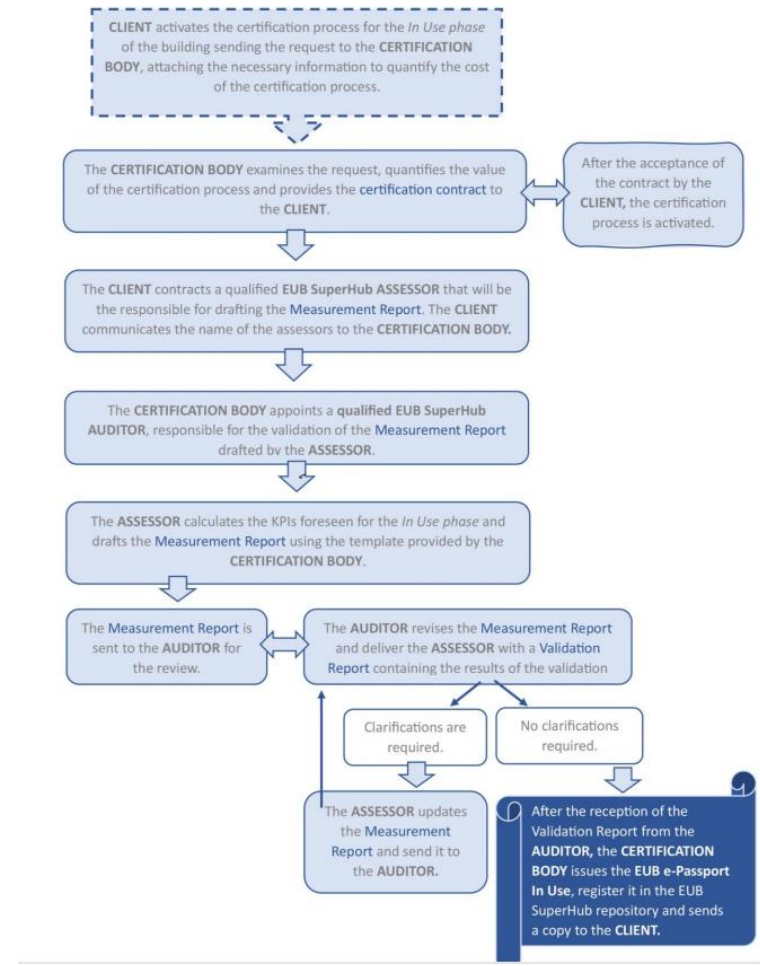 CLIENT activates the certification process for the In Use phase
of the building sending the request to the CERTIFICATION
BODY, attaching the necessary information to quantify the cost
of the certification process.
The CERTIFICATION BODY examines the request, quantifies the value
of the certification process and provides the certification contract to
the CLIENT.
After the acceptance of
the contract by the
CLIENT, the certification
process is activated.
The CLIENT contracts a qualified EUB SuperHub ASSESSOR that will be
the responsible for drafting the Measurement Report. The CLIENT
communicates the name of the assessors to the CERTIFICATION BODY.
The CERTIFICATION BODY appoints a qualified EUB SuperHub
AUDITOR, responsible for the validation of the Measurement Report
drafted by the ASSESSOR.
The ASSESSOR calculates the KPIs foreseen for the In Use phase and
drafts the Measurement Report using the template provided by the
CERTIFICATION BODY.
The Measurement Report is
sent to the AUDITOR for
the review.
The AUDITOR revises the Measurement Report
and deliver the ASSESSOR with a Validation
Report containing the results of the validation
Clarifications are
required.
No clarifications
required.
The ASSESSOR updates
the Measurement
Report and send it to
the AUDITOR.
After the reception of the
Validation Report from the
AUDITOR, the CERTIFICATION
BODY issues the EUB e-Passport
In Use, register it in the EUB
SuperHub repository and sends
a copy to the CLIENT.